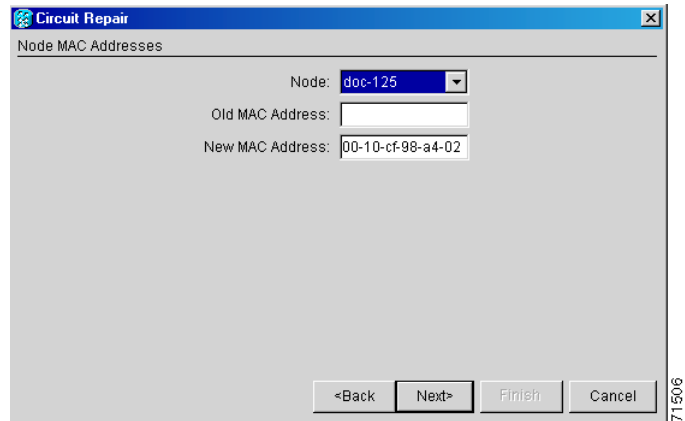 Circuit Repair
Node MAC Addresses
Node: doc-125
Old MAC Address:
New MAC Address: 00-10-cf-98-a4-02
<Back Next> Finish Cancel
71506